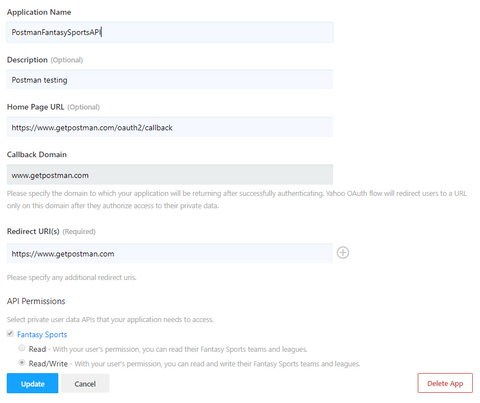 Application Name
PostmanFantasySportsAPI
Description (Optional)
Postman testing
Home Page URL (Optional)
https://www.getpostman.com/oauth2/callback
Callback Domain
www.getpostman.com
Please specify the domain to which your application will be returning after successfully authenticating. Yahoo OAuth flow will redirect users to a URL
only on this domain after they authorize access to their private data.
Redirect URI(s) (Required)
https://www.getpostman.com
Please specify any additional redirect uris.
API Permissions
Select private user data APIs that your application needs to access.
Fantasy Sports
Read - With your user's permission, you can read their Fantasy Sports teams and leagues.
Read/Write - With your user's permission, you can read and write their Fantasy Sports teams and leagues.
Update Cancel Delete App